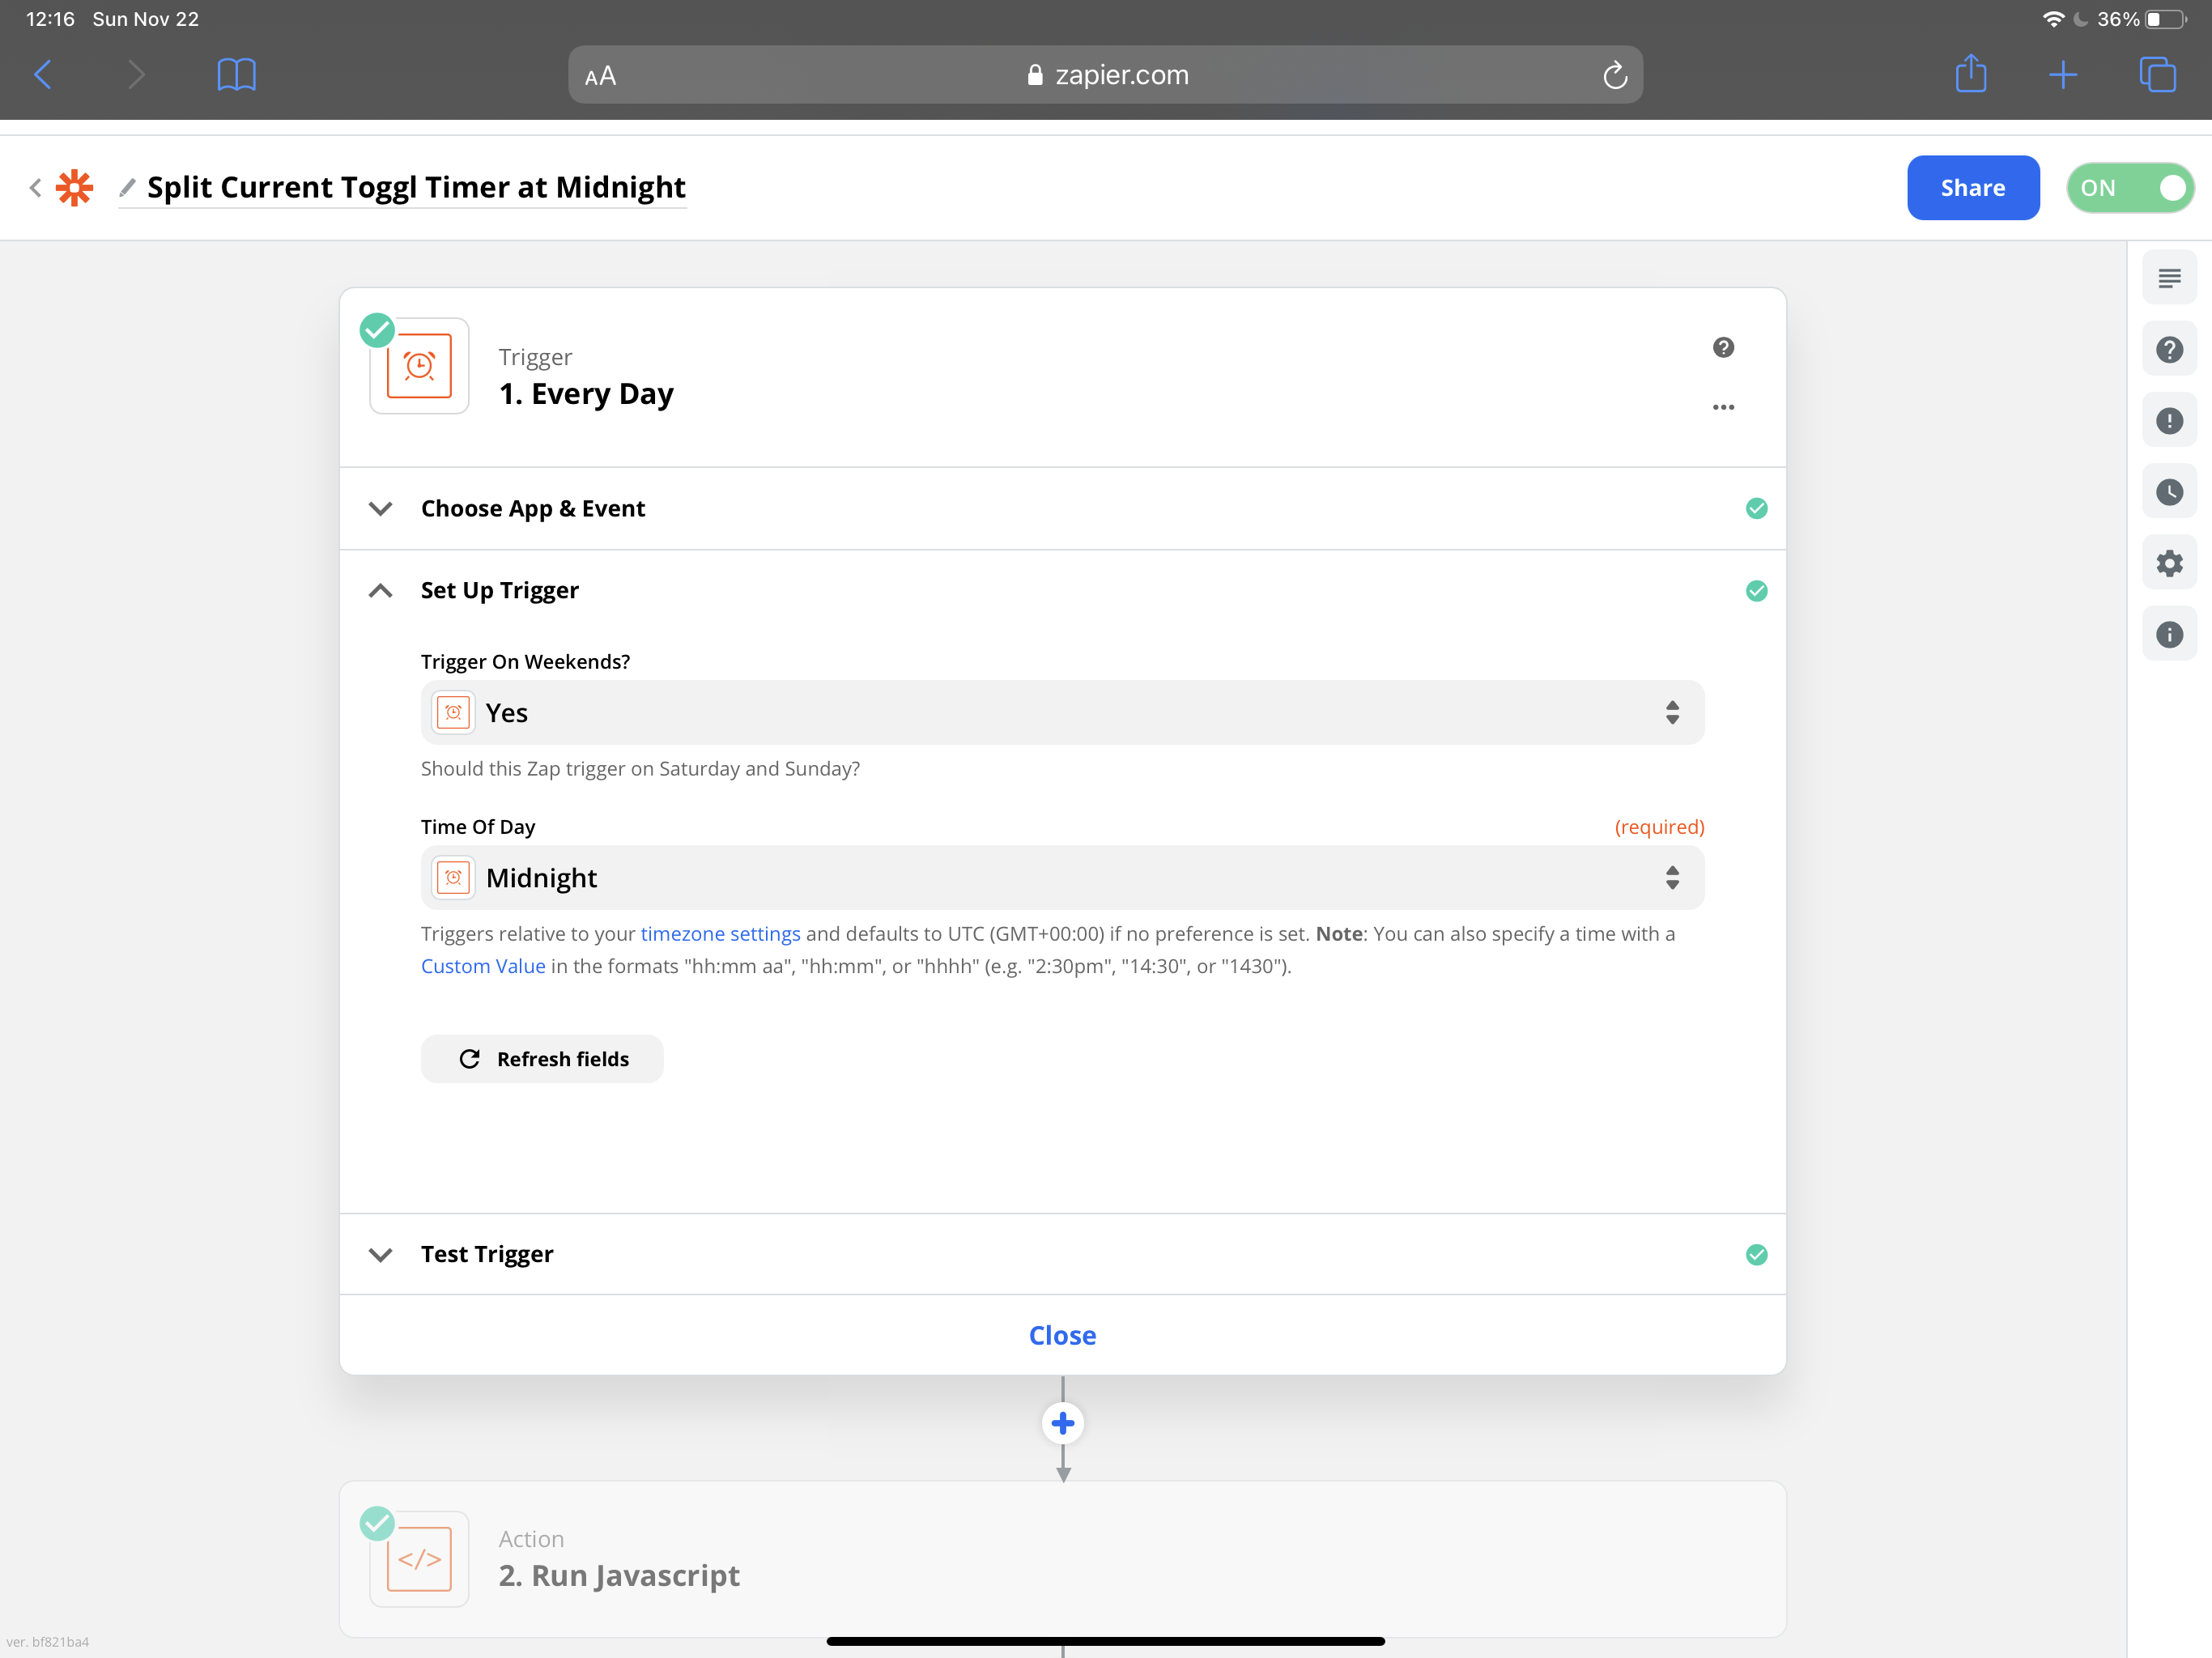 12:16 Sun Nov 22
36%
AA
zapier.com
Split Current Toggl Timer at Midnight
Share
ON
Trigger
1. Every Day
Choose App & Event
Set Up Trigger
Trigger On Weekends?
Yes
Should this Zap trigger on Saturday and Sunday?
Time Of Day
(required)
Midnight
Triggers relative to your timezone settings and defaults to UTC (GMT+00:00) if no preference is set. Note: You can also specify a time with a
Custom Value in the formats "hh:mm aa", "hh:mm", or "hhhh" (e.g. "2:30pm", "14:30", or "1430").
Refresh fields
Test Trigger
Close
Action
</>
2. Run Javascript
ver. bf821ba4